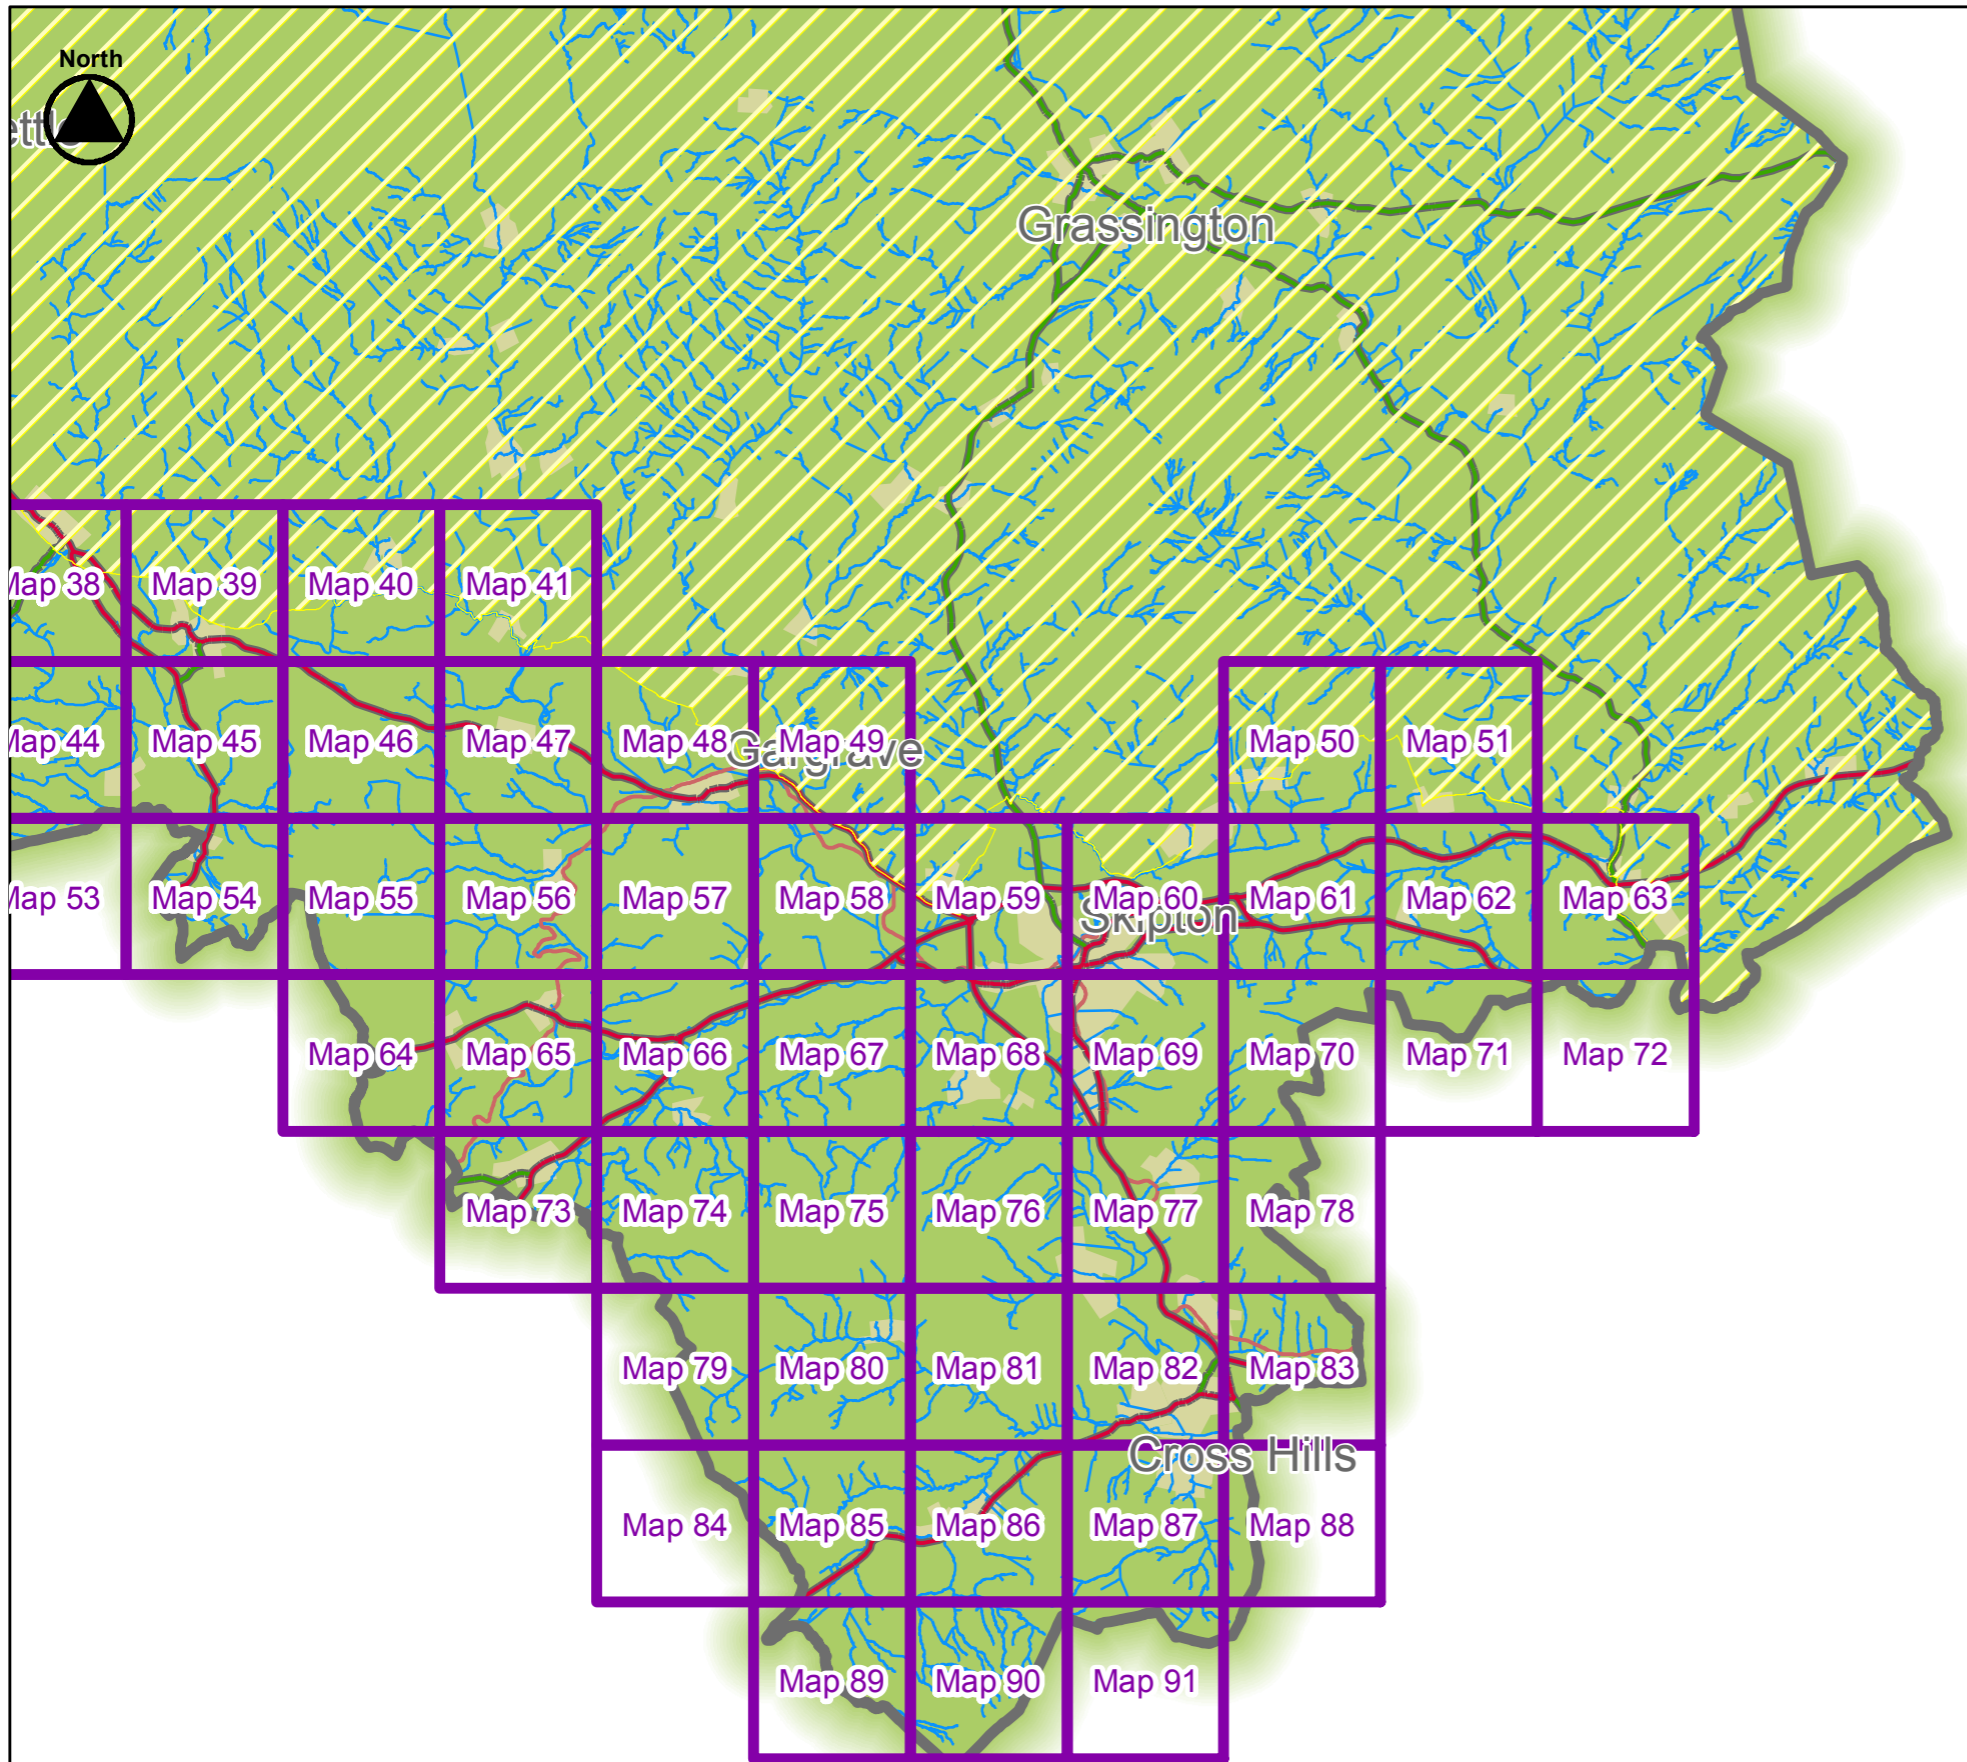 North
ettle
Grassington
Map 38
Map 39
Map 40
Map 41
Map 44
Map 45
Map 46
Map 47
Map 48
Gargrave
Map 49
Map 50
Map 51
Map 53
Map 54
Map 55
Map 56
Map 57
Map 58
Map 59
Map 60
Skipton
Map 61
Map 62
Map 63
Map 64
Map 65
Map 66
Map 67
Map 68
Map 69
Map 70
Map 71
Map 72
Map 73
Map 74
Map 75
Map 76
Map 77
Map 78
Map 79
Map 80
Map 81
Map 82
Map 83
Cross Hills
Map 84
Map 85
Map 86
Map 87
Map 88
Map 89
Map 90
Map 91